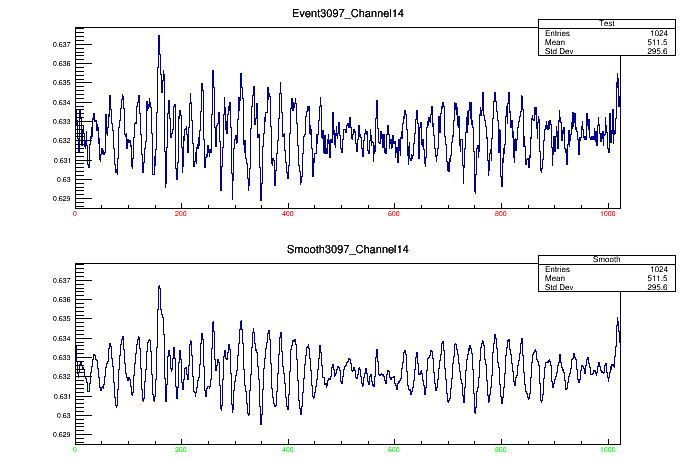 Event3097_Channel14
Test
Entries 1024
Mean 511.5
Std Dev 295.6
0.637
0.636
0.635
0.634
0.633
0.632
0.631
0.63
0.629
0 200 400 600 800 1000
Smooth3097_Channel14
Smooth
Entries 1024
Mean 511.5
Std Dev 295.6
0.637
0.636
0.635
0.634
0.633
0.632
0.631
0.63
0.629
0 200 400 600 800 1000